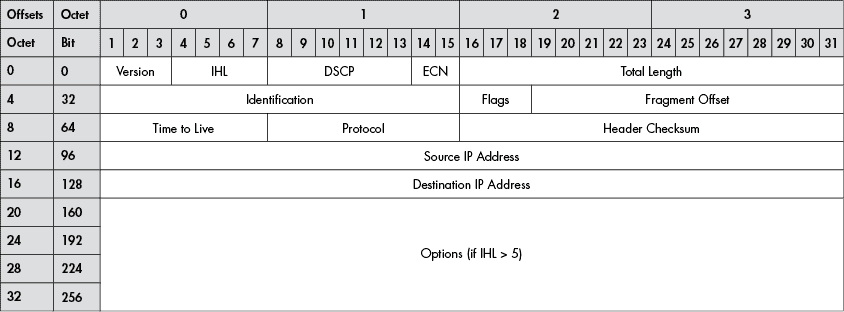 Offsets Octet 0 1 2 3
Octet Bit 1 2 3 4 5 6 7 8 9 10 11 12 13 14 15 16 17 18 19 20 21 22 23 24 25 26 27 28 29 30 31
0 0 Version IHL DSCP ECN Total Length
4 32 Identification Flags Fragment Offset
8 64 Time to Live Protocol Header Checksum
12 96 Source IP Address
16 128 Destination IP Address
20 160
24 192
Options (if IHL > 5)
28 224
32 256